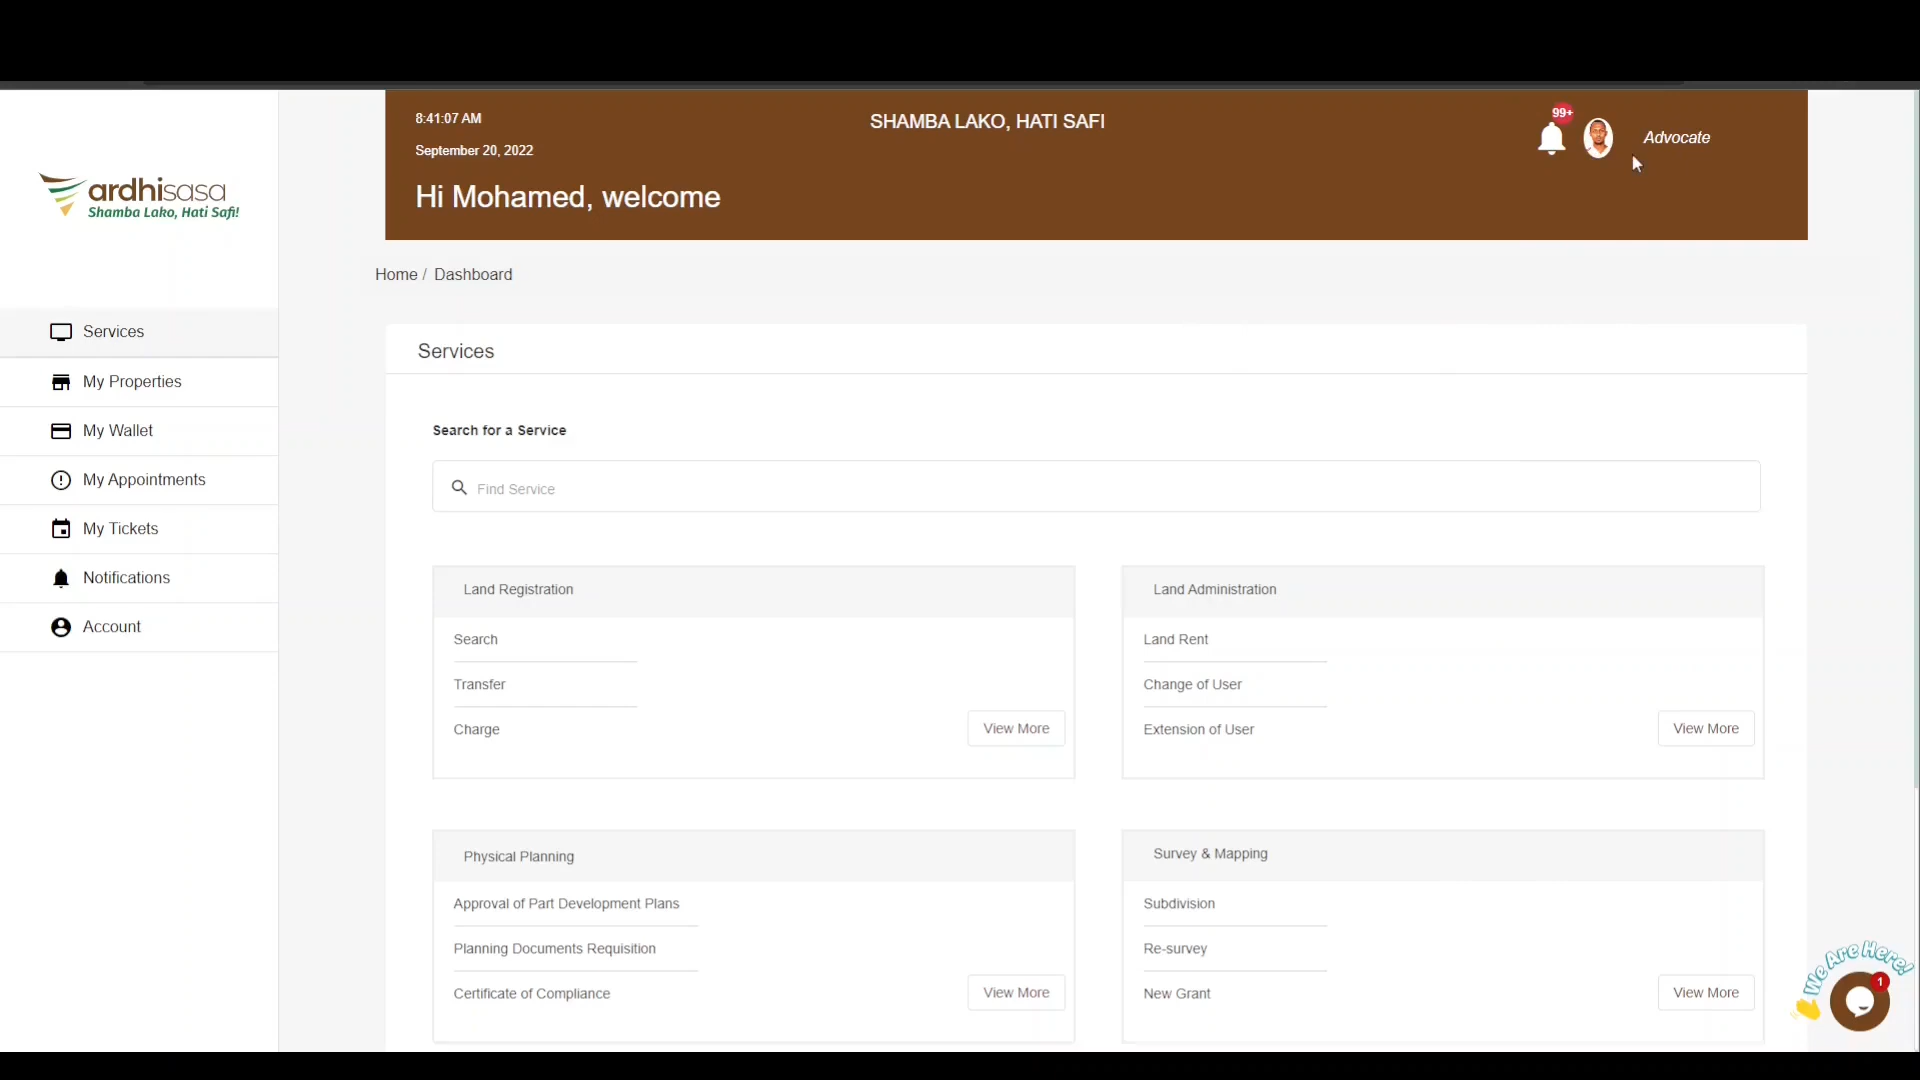 8:41:07 AM
SHAMBA LAKO, HATI SAFI
99+
Advocate
September 20, 2022
Hi Mohamed, welcome
ardhisasa
Shamba Lako, Hati Safi!
Home / Dashboard
Services
My Properties
My Wallet
My Appointments
My Tickets
Notifications
Account
Services
Search for a Service
Find Service
Land Registration
Search
Transfer
Charge
View More
Land Administration
Land Rent
Change of User
Extension of User
View More
Physical Planning
Approval of Part Development Plans
Planning Documents Requisition
Certificate of Compliance
View More
Survey & Mapping
Subdivision
Re-survey
New Grant
View More
We Are Here!
1